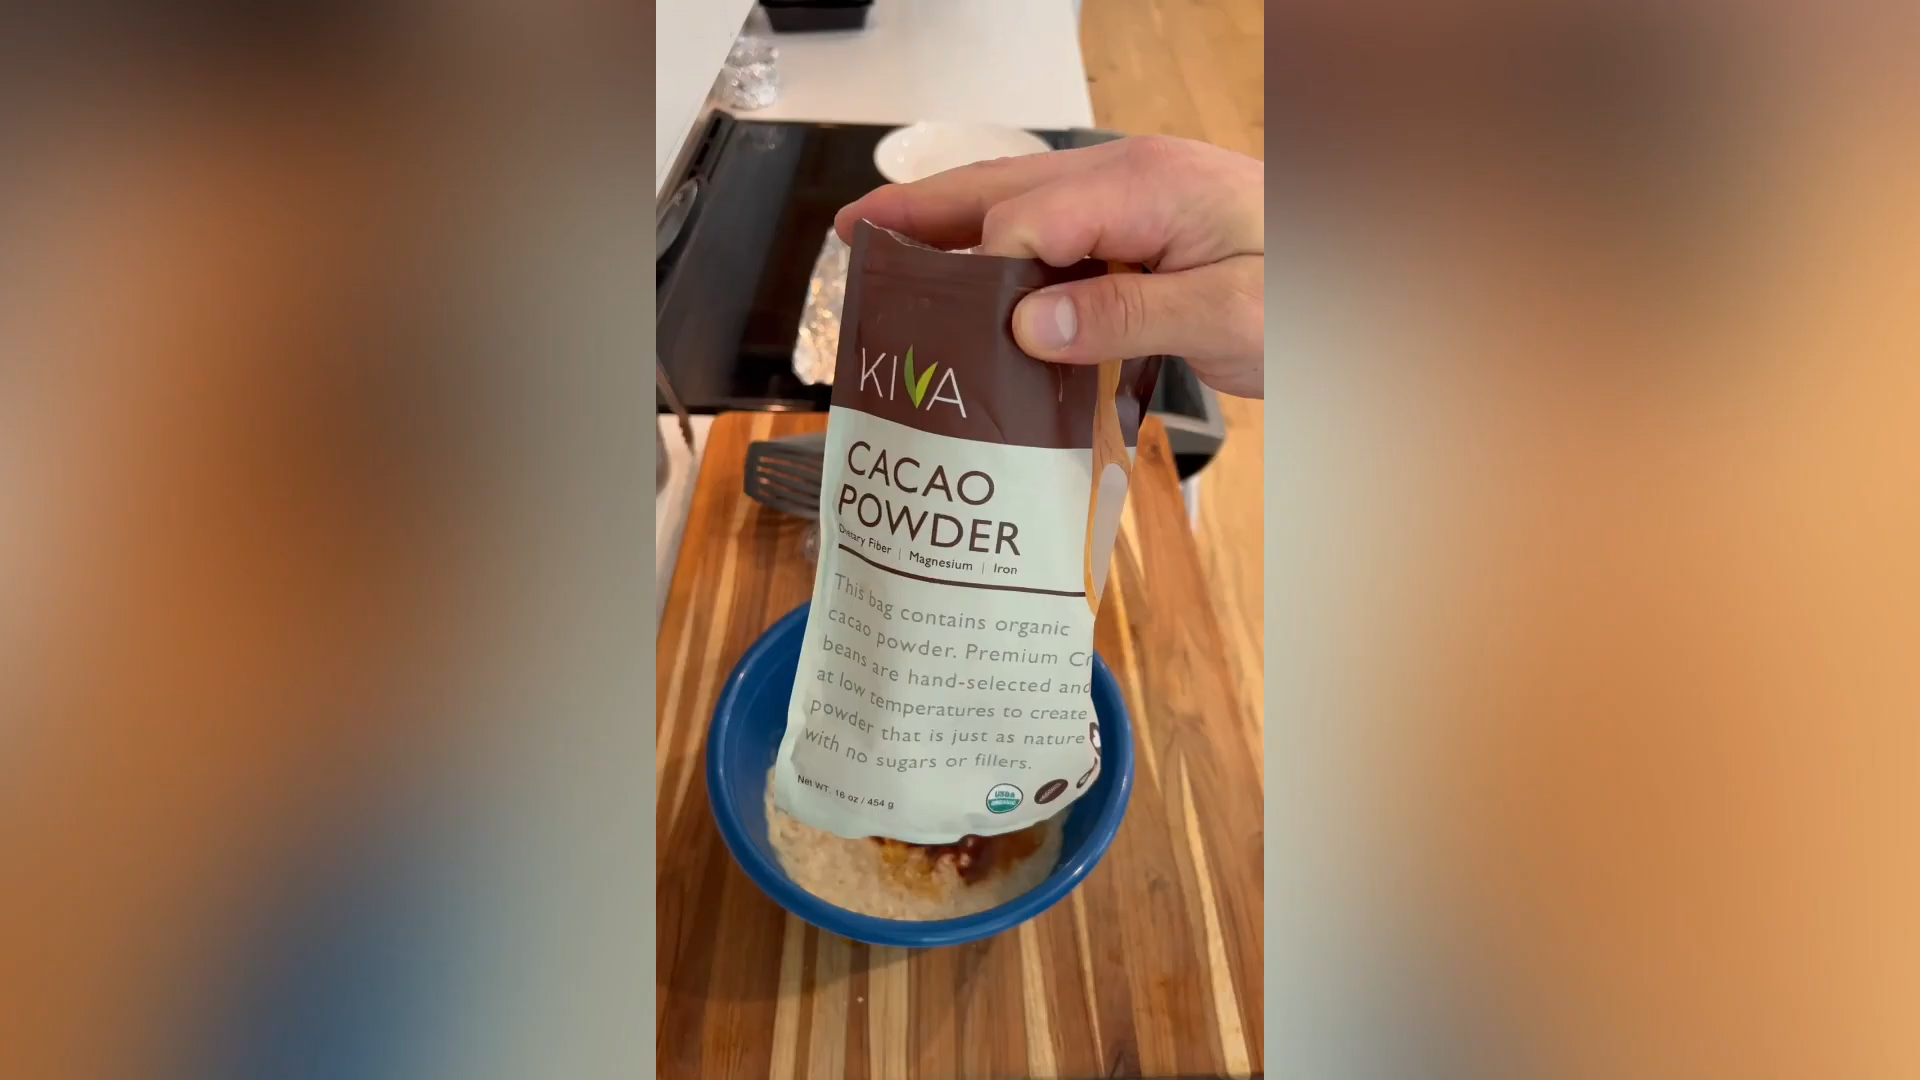 KIVA
CACAO
POWDER
Dietary Fiber | Magnesium | Iron
This bag contains organic
cacao powder. Premium
beans are hand-selected and
at low temperatures to create
powder that is just as nature
with no sugars or fillers.
Net WT. 16 oz / 454 g
USDA
ORGANIC